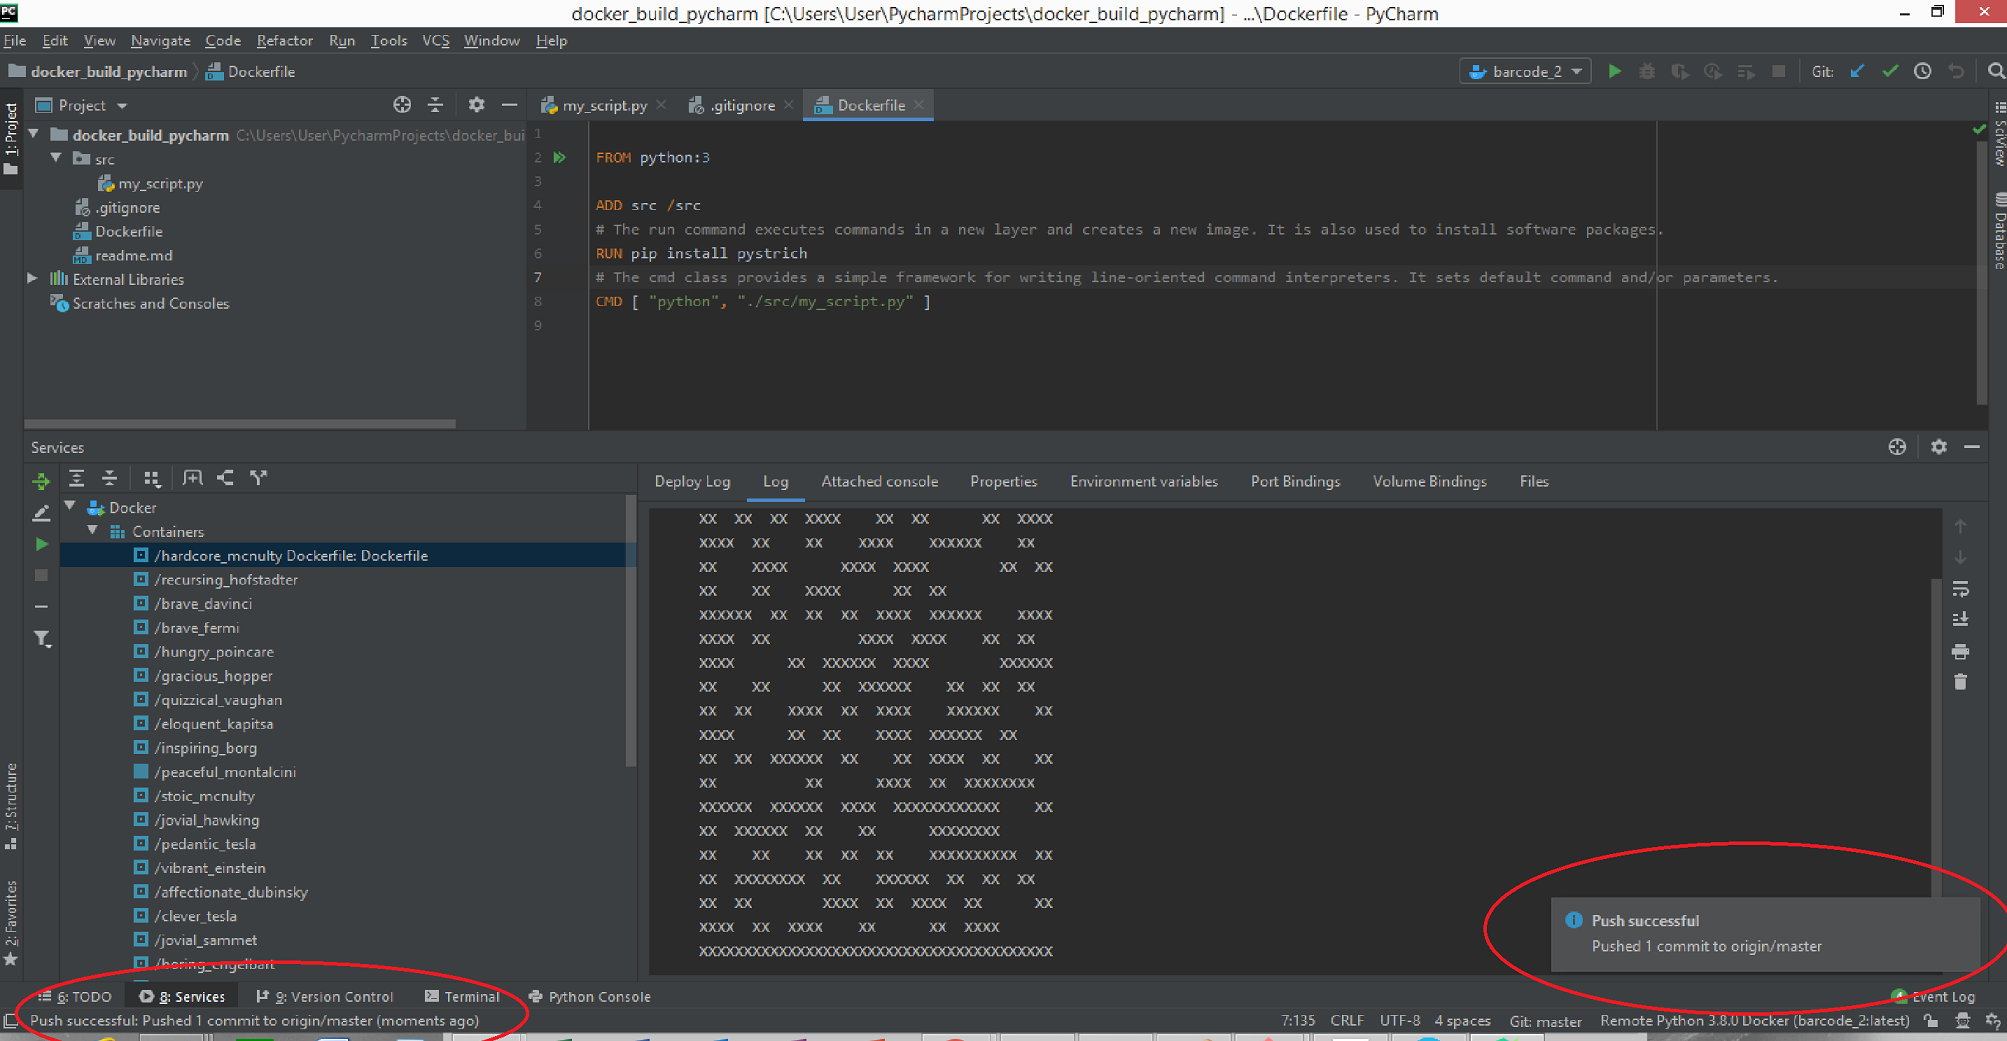 PC
docker_build_pycharm [C:\Users\User\PycharmProjects\docker_build_pycharm] - ...\Dockerfile - PyCharm
File Edit View Navigate Code Refactor Run Tools VCS Window Help
docker_build_pycharm Dockerfile
barcode_2
Git:
1: Project
Project
my_script.py
.gitignore
Dockerfile
docker_build_pycharm C:\Users\User\PycharmProjects\docker_bui
src
my_script.py
.gitignore
Dockerfile
readme.md
External Libraries
Scratches and Consoles
1
2 FROM python:3
3
4 ADD src /src
5 # The run command executes commands in a new layer and creates a new image. It is also used to install software packages.
6 RUN pip install pystrich
7 # The cmd class provides a simple framework for writing line-oriented command interpreters. It sets default command and/or parameters.
8 CMD [ "python", "./src/my_script.py" ]
9
SciView
Database
Services
Docker
Containers
/hardcore_mcnulty Dockerfile: Dockerfile
/recursing_hofstadter
/brave_davinci
/brave_fermi
/hungry_poincare
/gracious_hopper
/quizzical_vaughan
/eloquent_kapitsa
/inspiring_borg
/peaceful_montalcini
/stoic_mcnulty
/jovial_hawking
/pedantic_tesla
/vibrant_einstein
/affectionate_dubinsky
/clever_tesla
/jovial_sammet
/boring_engelbart
7: Structure
2: Favorites
Deploy Log Log Attached console Properties Environment variables Port Bindings Volume Bindings Files
XX  XX  XX  XXXX    XX  XX      XX  XXXX
XXXX  XX    XX    XXXX    XXXXXX    XX
XX    XXXX      XXXX  XXXX        XX  XX
XX    XX    XXXX      XX  XX
XXXXXX  XX  XX  XX  XXXX  XXXXXX    XXXX
XXXX  XX          XXXX  XXXX    XX  XX
XXXX      XX  XXXXXX  XXXX        XXXXXX
XX    XX      XX  XXXXXX    XX  XX  XX
XX  XX    XXXX  XX  XXXX    XXXXXX    XX
XXXX      XX  XX    XXXX  XXXXXX  XX
XX  XX  XXXXXX  XX    XX  XXXX  XX    XX
XX          XX      XXXX  XX  XXXXXXXX
XXXXXX  XXXXXX  XXXX  XXXXXXXXXXXX    XX
XX  XXXXXX  XX    XX      XXXXXXXX
XX    XX    XX  XX  XX    XXXXXXXXXX  XX
XX  XXXXXXXX  XX    XXXXXX  XX  XX  XX
XX  XX        XXXX  XX  XXXX  XX      XX
XXXX  XX  XXXX    XX      XX  XXXX
XXXXXXXXXXXXXXXXXXXXXXXXXXXXXXXXXXXXXXXX
Push successful
Pushed 1 commit to origin/master
6: TODO 8: Services 9: Version Control Terminal Python Console
4 Event Log
Push successful: Pushed 1 commit to origin/master (moments ago)
7:135 CRLF UTF-8 4 spaces Git: master Remote Python 3.8.0 Docker (barcode_2:latest)